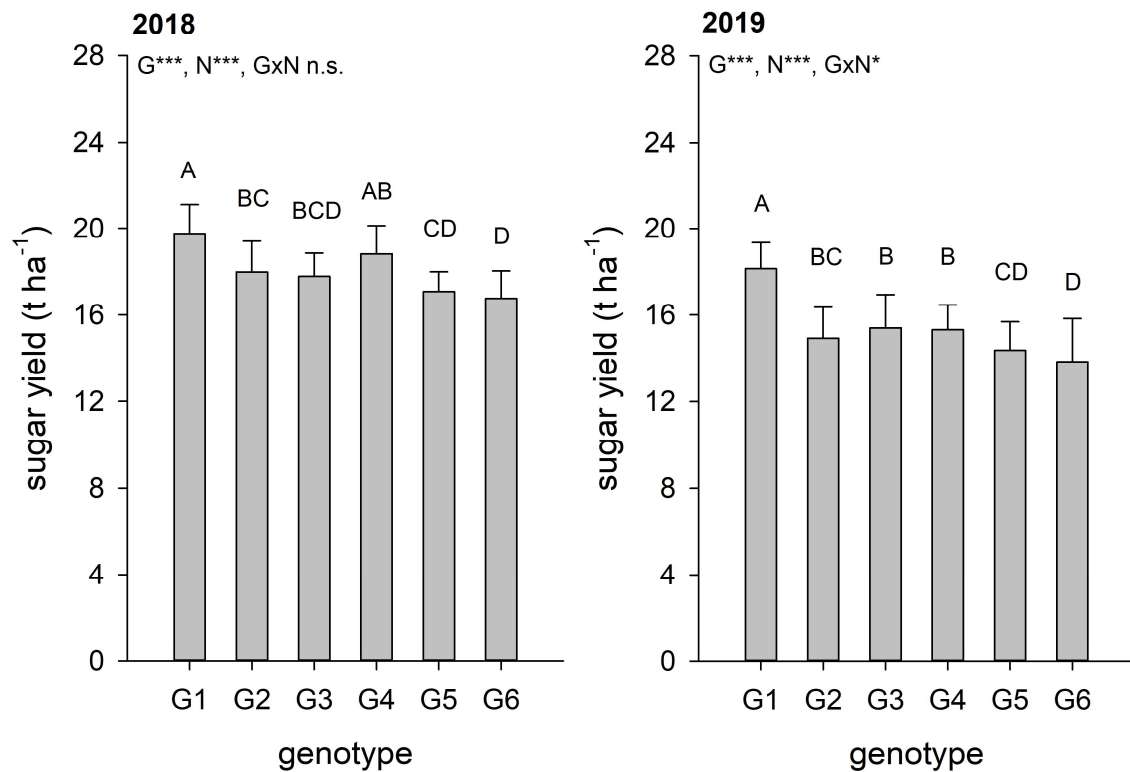 2018
G***, N***, GxN n.s.
28
24
20
16
12
8
4
0
sugar yield (t ha⁻¹)
A
BC
BCD
AB
CD
D
G1 G2 G3 G4 G5 G6
genotype
2019
G***, N***, GxN*
28
24
20
16
12
8
4
0
sugar yield (t ha⁻¹)
A
BC
B
B
CD
D
G1 G2 G3 G4 G5 G6
genotype